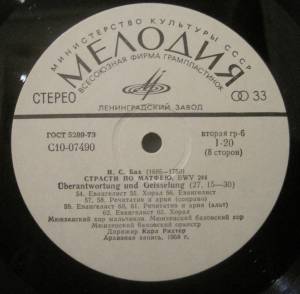 МИНИСТЕРСТВО КУЛЬТУРЫ СССР
МЕЛОДИЯ
ВСЕСОЮЗНАЯ ФИРМА ГРАМПЛАСТИНОК
СТЕРЕО
33
ЛЕНИНГРАДСКИЙ ЗАВОД
ГОСТ 5289-73
С10-07490
вторая гр-6
1-20
(8 сторон)
И. С. Бах (1685—1750)
СТРАСТИ ПО МАТФЕЮ, BWV 244
Überantwortung und Geisselung (27, 15—30)
54. Евангелист 55. Хорал 56. Евангелист
57, 58. Речитатив и ария (сопрано)
59. Евангелист 60, 61. Речитатив и ария (альт)
62. Евангелист 63. Хорал
Мюнхенский хор мальчиков Мюнхенский баховский хор
Мюнхенский баховский оркестр
Дирижер Карл Рихтер
Архивная запись, 1958 г.